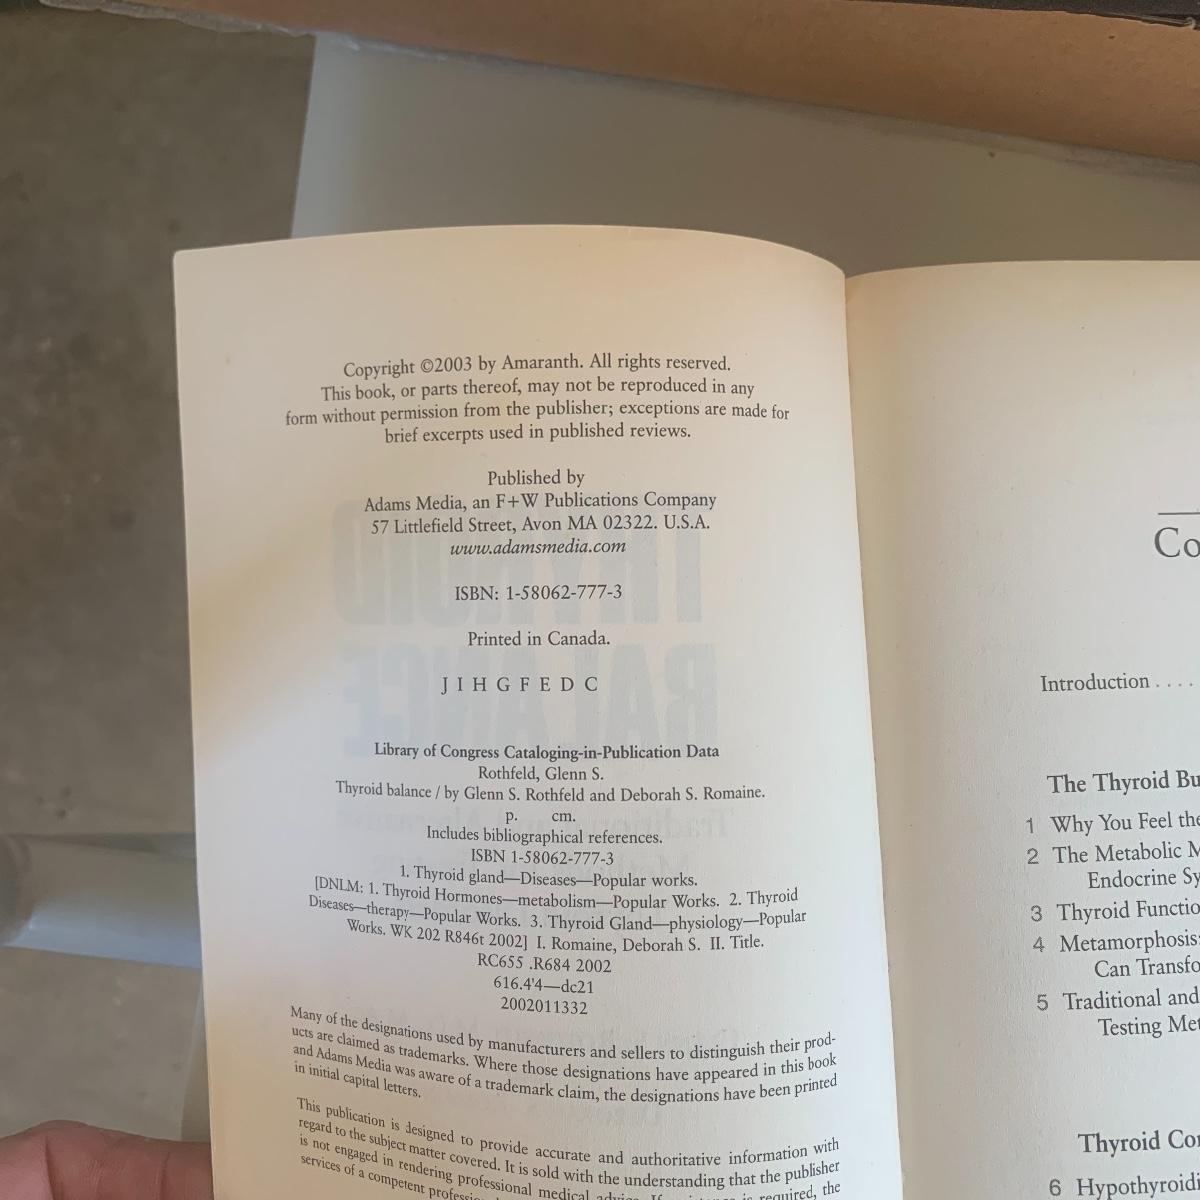 Copyright ©2003 by Amaranth. All rights reserved.
This book, or parts thereof, may not be reproduced in any
form without permission from the publisher; exceptions are made for
brief excerpts used in published reviews.
Published by
Adams Media, an F+W Publications Company
57 Littlefield Street, Avon MA 02322. U.S.A.
www.adamsmedia.com
ISBN: 1-58062-777-3
Printed in Canada.
J I H G F E D C
Library of Congress Cataloging-in-Publication Data
Rothfeld, Glenn S.
Thyroid balance / by Glenn S. Rothfeld and Deborah S. Romaine.
p. cm.
Includes bibliographical references.
ISBN 1-58062-777-3
1. Thyroid gland—Diseases—Popular works.
[DNLM: 1. Thyroid Hormones—metabolism—Popular Works. 2. Thyroid
Diseases—therapy—Popular Works. 3. Thyroid Gland—physiology—Popular
Works. WK 202 R846t 2002] I. Romaine, Deborah S. II. Title.
RC655 .R684 2002
616.4'4—dc21
2002011332
Many of the designations used by manufacturers and sellers to distinguish their prod-
ucts are claimed as trademarks. Where those designations have appeared in this book
and Adams Media was aware of a trademark claim, the designations have been printed
in initial capital letters.
This publication is designed to provide accurate and authoritative information with
regard to the subject matter covered. It is sold with the understanding that the publisher
is not engaged in rendering professional medical advice. If is required, the
services of a competent
Co
Introduction . . . .
The Thyroid Bu
1 Why You Feel the
2 The Metabolic M
Endocrine Sy
3 Thyroid Functio
4 Metamorphosis:
Can Transfo
5 Traditional and
Testing Met
Thyroid Con
6 Hypothyroid